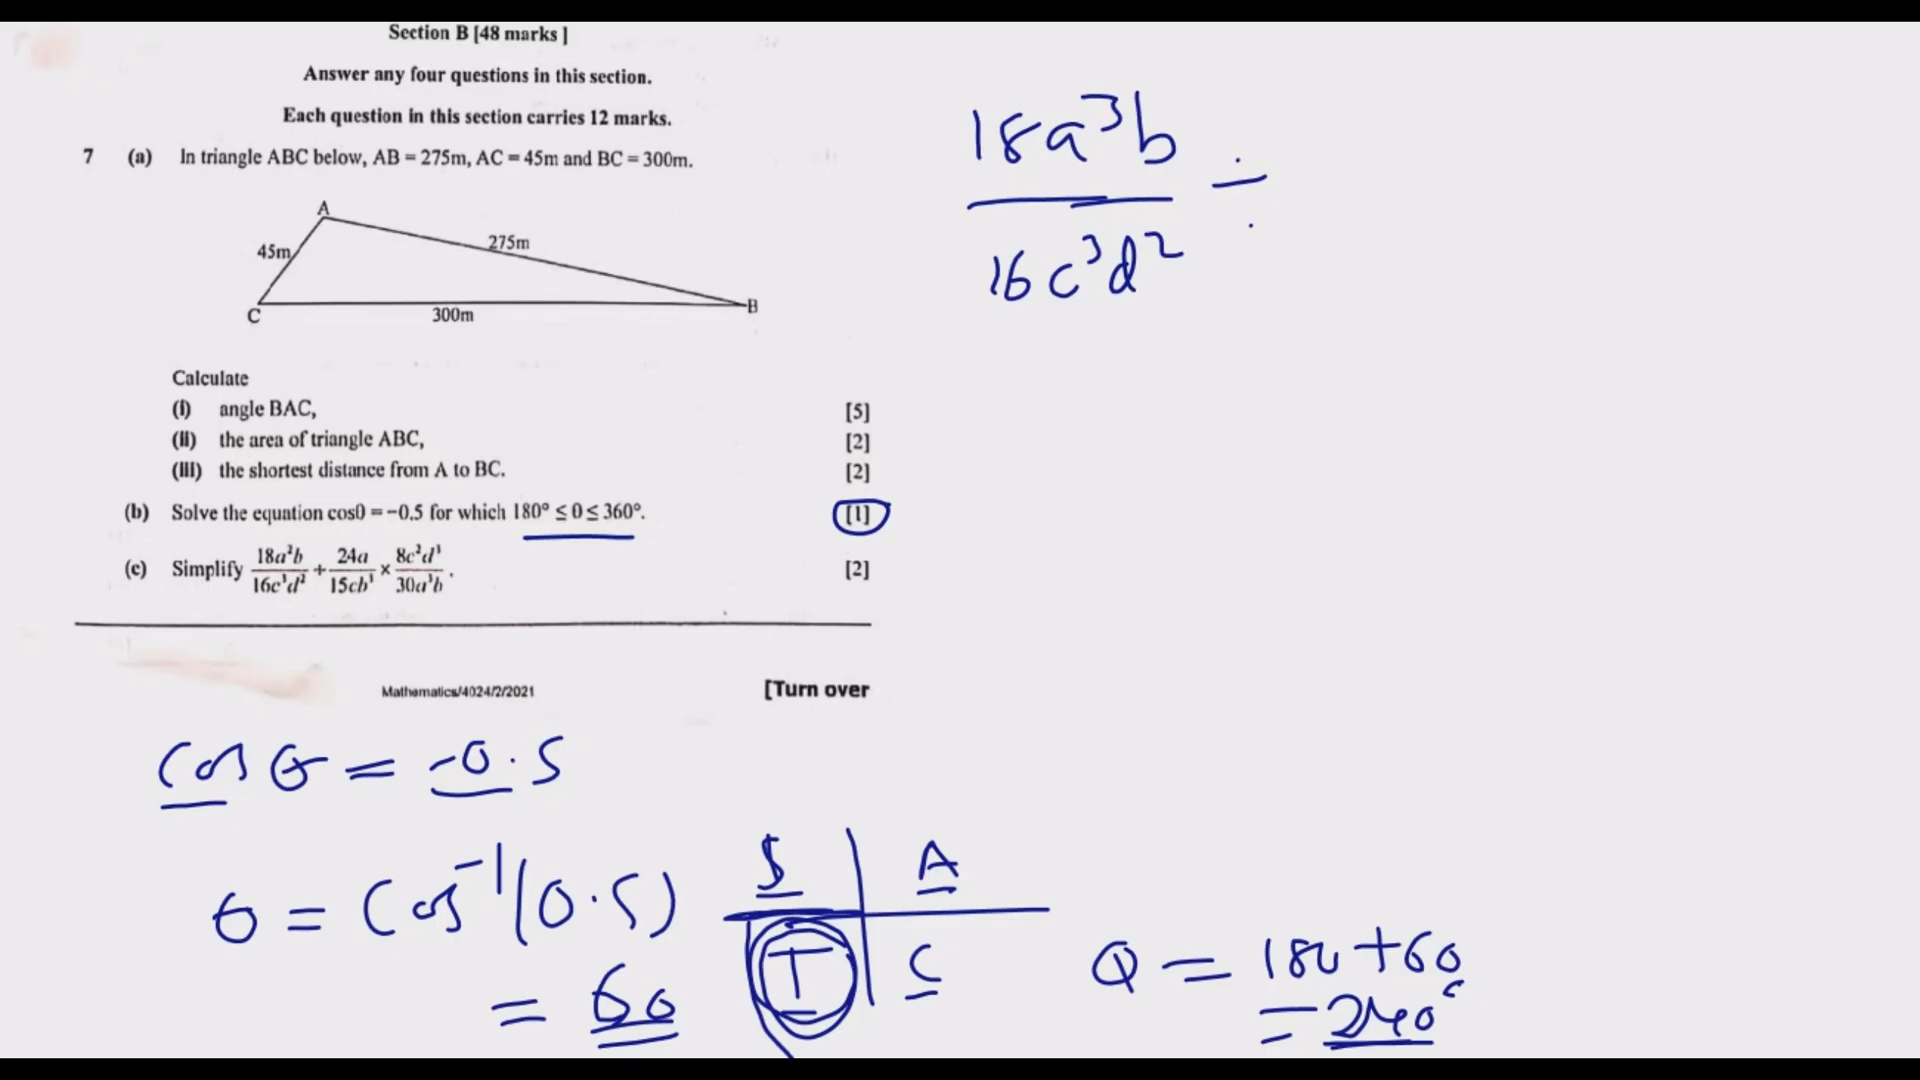 Section B [48 marks ]
Answer any four questions in this section.
Each question in this section carries 12 marks.
7 (a) In triangle ABC below, AB = 275m, AC = 45m and BC = 300m.
A
45m
275m
C
300m
B
Calculate
(i) angle BAC, [5]
(ii) the area of triangle ABC, [2]
(iii) the shortest distance from A to BC. [2]
(b) Solve the equation cosθ = −0.5 for which 180° ≤ θ ≤ 360°. [1]
(c) Simplify 18a²b/16c³d² ÷ 24a/15cb³ × 8c²d³/30a³b . [2]
Mathematics/4024/2/2021
[Turn over
18a³b/16c³d² ÷
cos θ = -0.5
θ = cos⁻¹(0.5)
= 60
S A
T C
θ = 180+60
= 240°